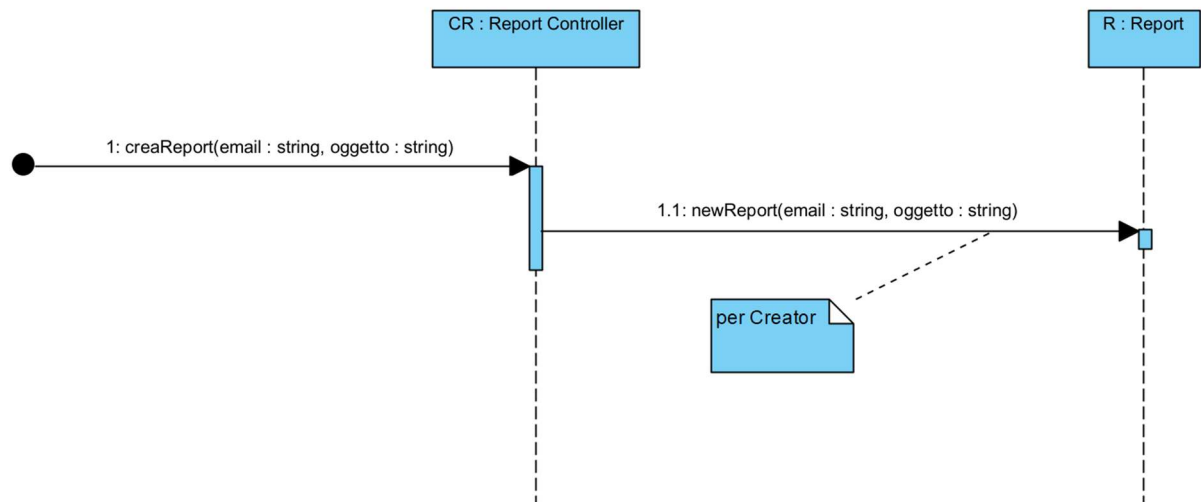 CR : Report Controller
R : Report
1: creaReport(email : string, oggetto : string)
1.1: newReport(email : string, oggetto : string)
per Creator